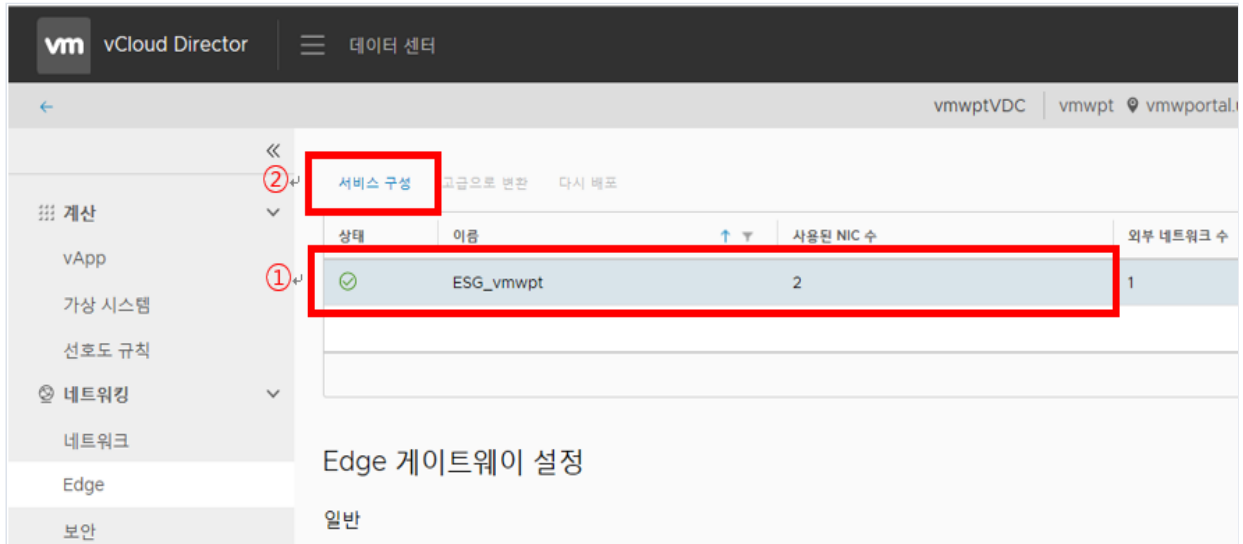 vm vCloud Director 데이터 센터
vmwptVDC vmwpt vmwportal.
② 서비스 구성 고급으로 변환 다시 배포
계산
상태 이름 사용된 NIC 수 외부 네트워크 수
vApp
① ESG_vmwpt 2 1
가상 시스템
선호도 규칙
네트워킹
네트워크
Edge 게이트웨이 설정
Edge
일반
보안